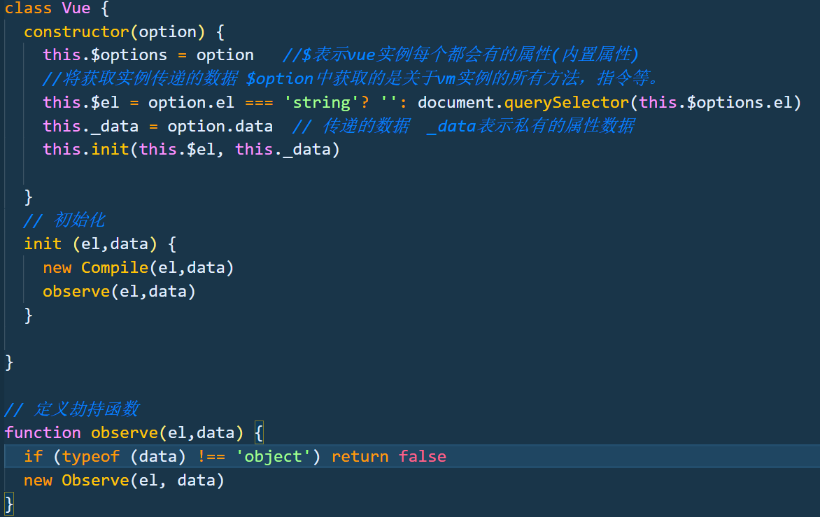 class Vue {
constructor(option) {
this.$options = option //$表示vue实例每个都会有的属性(内置属性)
//将获取实例传递的数据 $option中获取的是关于vm实例的所有方法，指令等。
this.$el = option.el === 'string'? '': document.querySelector(this.$options.el)
this._data = option.data // 传递的数据 _data表示私有的属性数据
this.init(this.$el, this._data)
}
// 初始化
init (el,data) {
new Compile(el,data)
observe(el,data)
}
}
// 定义劫持函数
function observe(el,data) {
if (typeof (data) !== 'object') return false
new Observe(el, data)
}